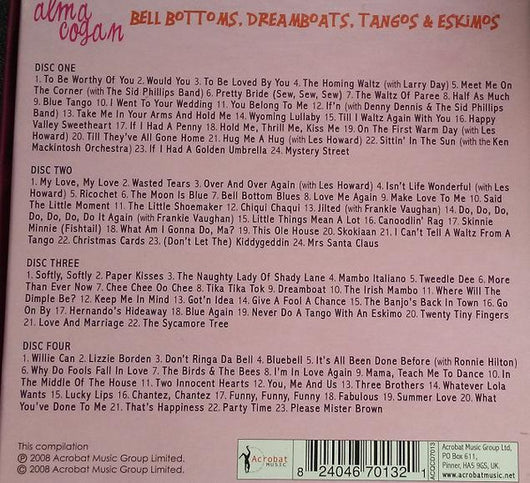 alma cogan
BELL BOTTOMS, DREAMBOATS, TANGOS & ESKIMOS
DISC ONE
1. To Be Worthy Of You 2. Would You 3. To Be Loved By You 4. The Homing Waltz (with Larry Day) 5. Meet Me On
The Corner (with The Sid Phillips Band) 6. Pretty Bride (Sew, Sew, Sew) 7. The Waltz Of Paree 8. Half As Much
9. Blue Tango 10. I Went To Your Wedding 11. You Belong To Me 12. If'n (with Denny Dennis & The Sid Phillips
Band) 13. Take Me In Your Arms And Hold Me 14. Wyoming Lullaby 15. Till I Waltz Again With You 16. Happy
Valley Sweetheart 17. If I Had A Penny 18. Hold Me, Thrill Me, Kiss Me 19. On The First Warm Day (with Les
Howard) 20. Till They've All Gone Home 21. Hug Me A Hug (with Les Howard) 22. Sittin' In The Sun (with the Ken
Mackintosh Orchestra) 23. If I Had A Golden Umbrella 24. Mystery Street
DISC TWO
1. My Love, My Love 2. Wasted Tears 3. Over And Over Again (with Les Howard) 4. Isn't Life Wonderful (with Les
Howard) 5. Ricochet 6. The Moon Is Blue 7. Bell Bottom Blues 8. Love Me Again 9. Make Love To Me 10. Said
The Little Moment 11. The Little Shoemaker 12. Chiqui Chaqui 13. Jilted (with Frankie Vaughan) 14. Do, Do, Do,
Do, Do, Do, Do It Again (with Frankie Vaughan) 15. Little Things Mean A Lot 16. Canoodlin' Rag 17. Skinnie
Minnie (Fishtail) 18. What Am I Gonna Do, Ma? 19. This Ole House 20. Skokiaan 21. I Can't Tell A Waltz From A
Tango 22. Christmas Cards 23. (Don't Let The) Kiddygeddin 24. Mrs Santa Claus
DISC THREE
1. Softly, Softly 2. Paper Kisses 3. The Naughty Lady Of Shady Lane 4. Mambo Italiano 5. Tweedle Dee 6. More
Than Ever Now 7. Chee Chee Oo Chee 8. Tika Tika Tok 9. Dreamboat 10. The Irish Mambo 11. Where Will The
Dimple Be? 12. Keep Me In Mind 13. Got'n Idea 14. Give A Fool A Chance 15. The Banjo's Back In Town 16. Go
On By 17. Hernando's Hideaway 18. Blue Again 19. Never Do A Tango With An Eskimo 20. Twenty Tiny Fingers
21. Love And Marriage 22. The Sycamore Tree
DISC FOUR
1. Willie Can 2. Lizzie Borden 3. Don't Ringa Da Bell 4. Bluebell 5. It's All Been Done Before (with Ronnie Hilton)
6. Why Do Fools Fall In Love 7. The Birds & The Bees 8. I'm In Love Again 9. Mama, Teach Me To Dance 10. In
The Middle Of The House 11. Two Innocent Hearts 12. You, Me And Us 13. Three Brothers 14. Whatever Lola
Wants 15. Lucky Lips 16. Chantez, Chantez 17. Funny, Funny, Funny 18. Fabulous 19. Summer Love 20. What
You've Done To Me 21. That's Happiness 22. Party Time 23. Please Mister Brown
This compilation
℗ 2008 Acrobat Music Group Limited.
© 2008 Acrobat Music Group Limited.
Acrobat
MUSIC
8 24046 70132 1
ACQCD7013
Acrobat Music Group Ltd,
PO Box 611,
Pinner, HA5 9GS, UK.
www.acrobatmusic.net